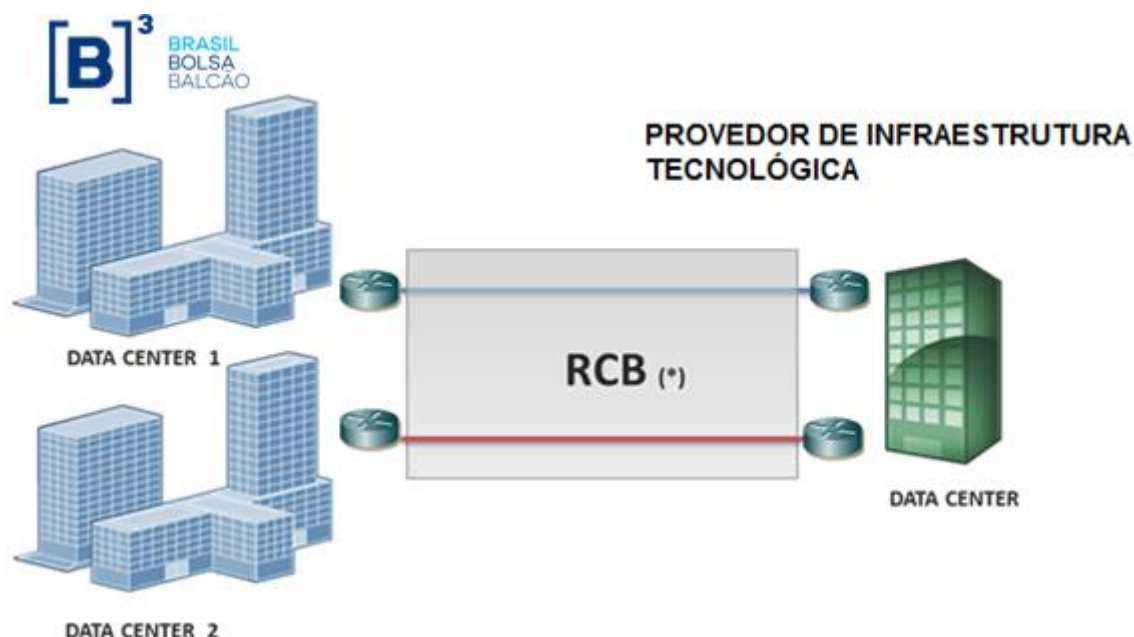 [B]³
BRASIL
BOLSA
BALCÃO
PROVEDOR DE INFRAESTRUTURA
TECNOLÓGICA
DATA CENTER 1
RCB (*)
DATA CENTER
DATA CENTER 2